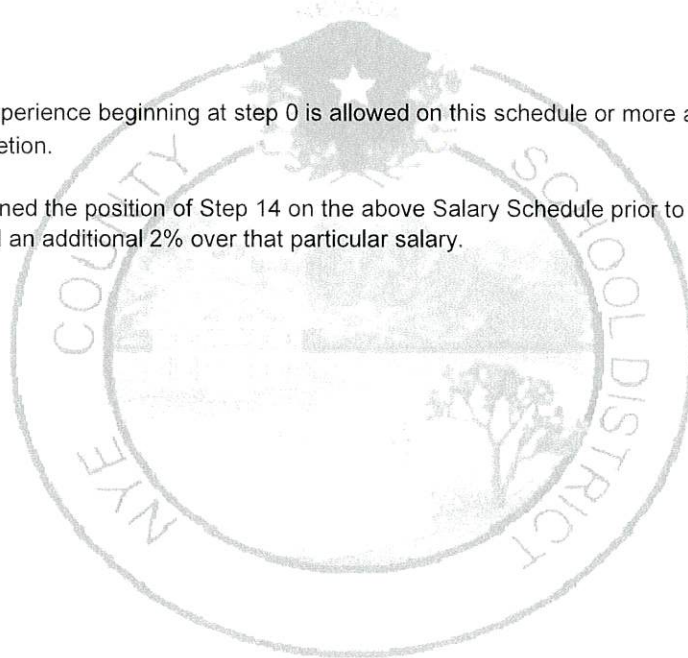 perience beginning at step 0 is allowed on this schedule or more a
etion.
ned the position of Step 14 on the above Salary Schedule prior to
an additional 2% over that particular salary.
NYE COUNTY SCHOOL DISTRICT